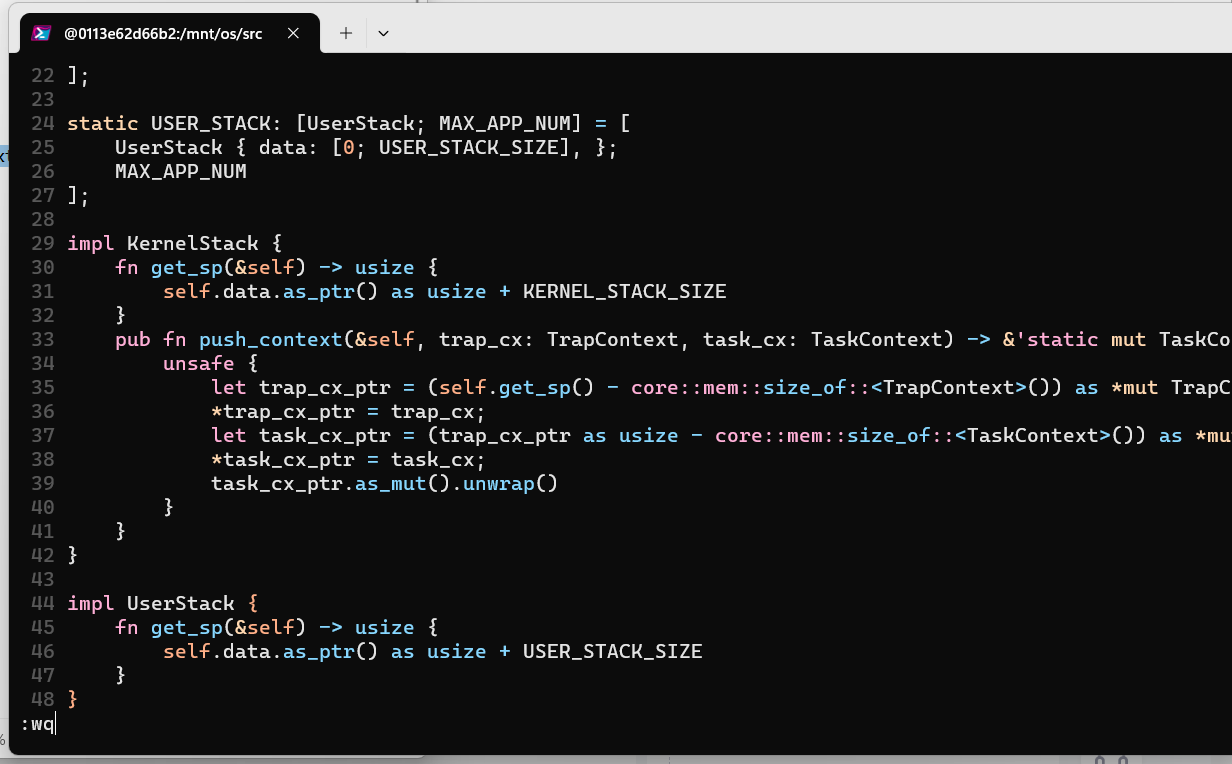 @0113e62d66b2:/mnt/os/src
22 ];
23
24 static USER_STACK: [UserStack; MAX_APP_NUM] = [
25     UserStack { data: [0; USER_STACK_SIZE], };
26     MAX_APP_NUM
27 ];
28
29 impl KernelStack {
30     fn get_sp(&self) -> usize {
31         self.data.as_ptr() as usize + KERNEL_STACK_SIZE
32     }
33     pub fn push_context(&self, trap_cx: TrapContext, task_cx: TaskContext) -> &'static mut TaskCo
34         unsafe {
35             let trap_cx_ptr = (self.get_sp() - core::mem::size_of::<TrapContext>()) as *mut TrapC
36             *trap_cx_ptr = trap_cx;
37             let task_cx_ptr = (trap_cx_ptr as usize - core::mem::size_of::<TaskContext>()) as *mu
38             *task_cx_ptr = task_cx;
39             task_cx_ptr.as_mut().unwrap()
40         }
41     }
42 }
43
44 impl UserStack {
45     fn get_sp(&self) -> usize {
46         self.data.as_ptr() as usize + USER_STACK_SIZE
47     }
48 }
:wq